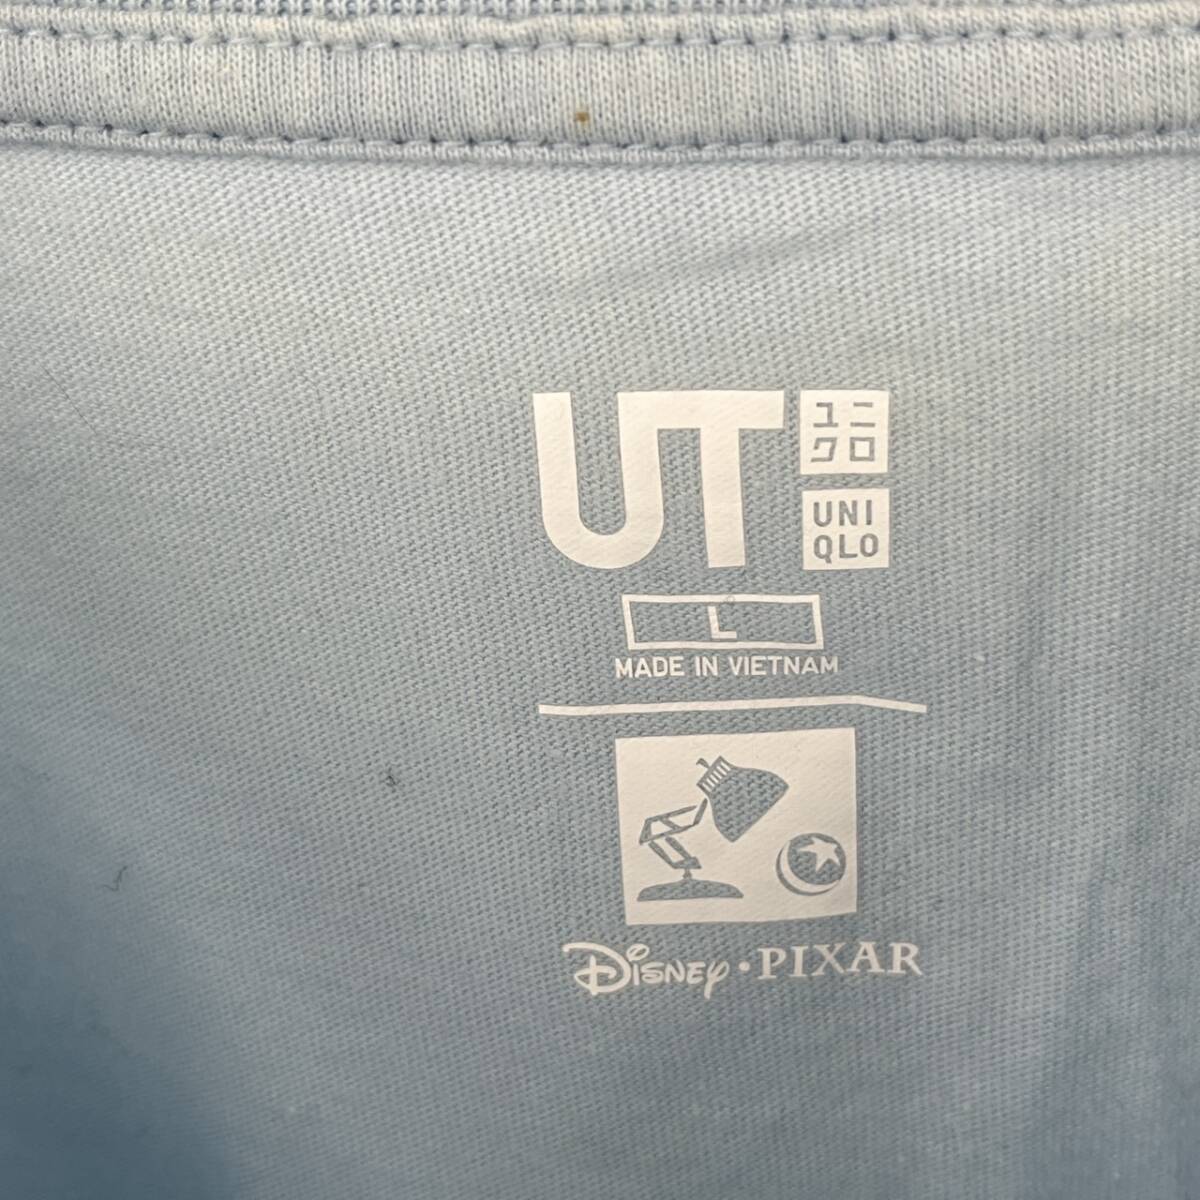 UT
ユニ
クロ
UNI
QLO
L
MADE IN VIETNAM
Disney·PIXAR